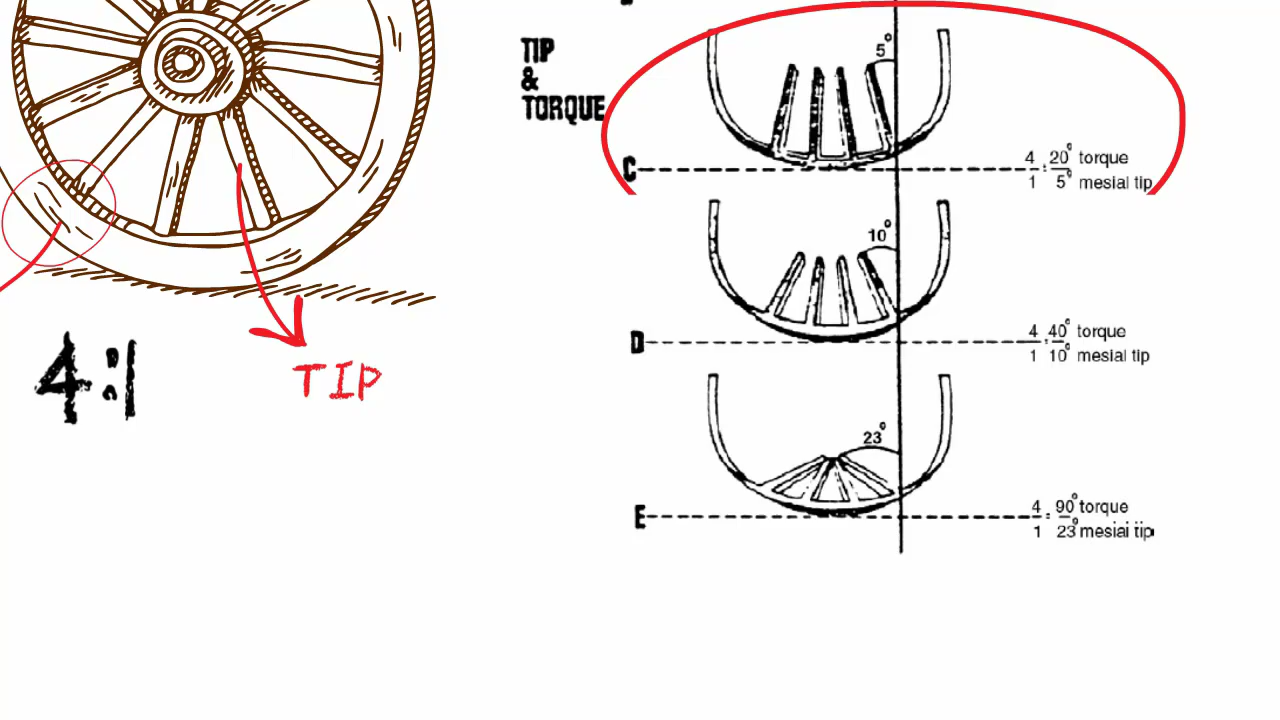 TIP
&
TORQUE
5°
C
4 : 20° torque
1 5° mesial tip
10°
D
4 : 40° torque
1 10° mesial tip
23°
E
4 : 90° torque
1 23° mesial tip
4:1
TIP